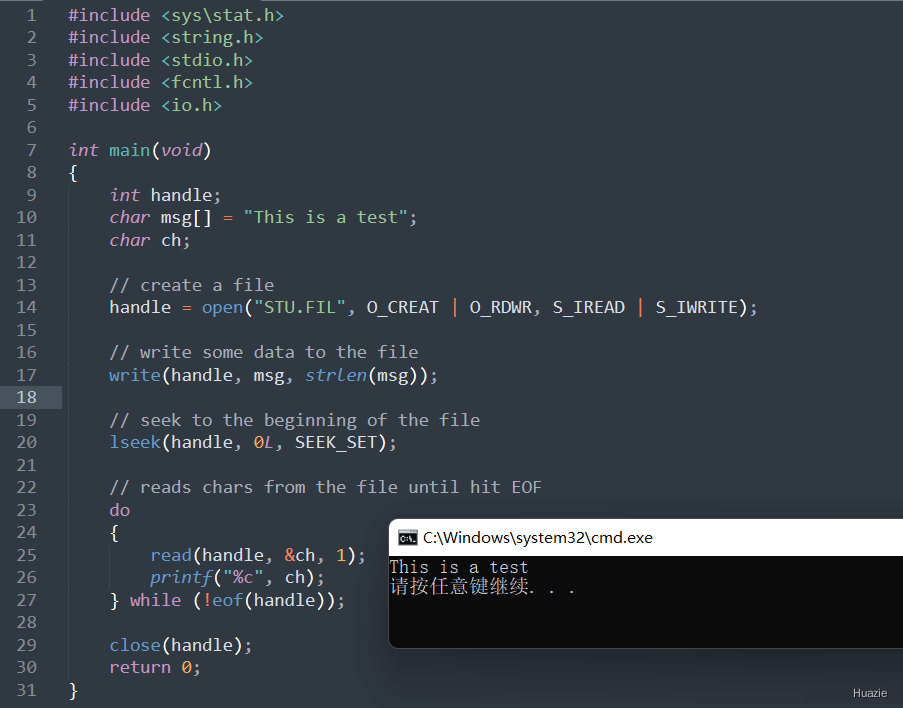 1 #include <sys\stat.h>
2 #include <string.h>
3 #include <stdio.h>
4 #include <fcntl.h>
5 #include <io.h>
6
7 int main(void)
8 {
9     int handle;
10     char msg[] = "This is a test";
11     char ch;
12
13     // create a file
14     handle = open("STU.FIL", O_CREAT | O_RDWR, S_IREAD | S_IWRITE);
15
16     // write some data to the file
17     write(handle, msg, strlen(msg));
18
19     // seek to the beginning of the file
20     lseek(handle, 0L, SEEK_SET);
21
22     // reads chars from the file until hit EOF
23     do
24     {
25         read(handle, &ch, 1);
26         printf("%c", ch);
27     } while (!eof(handle));
28
29     close(handle);
30     return 0;
31 }
C:\Windows\system32\cmd.exe
This is a test
请按任意键继续. . .
Huazie